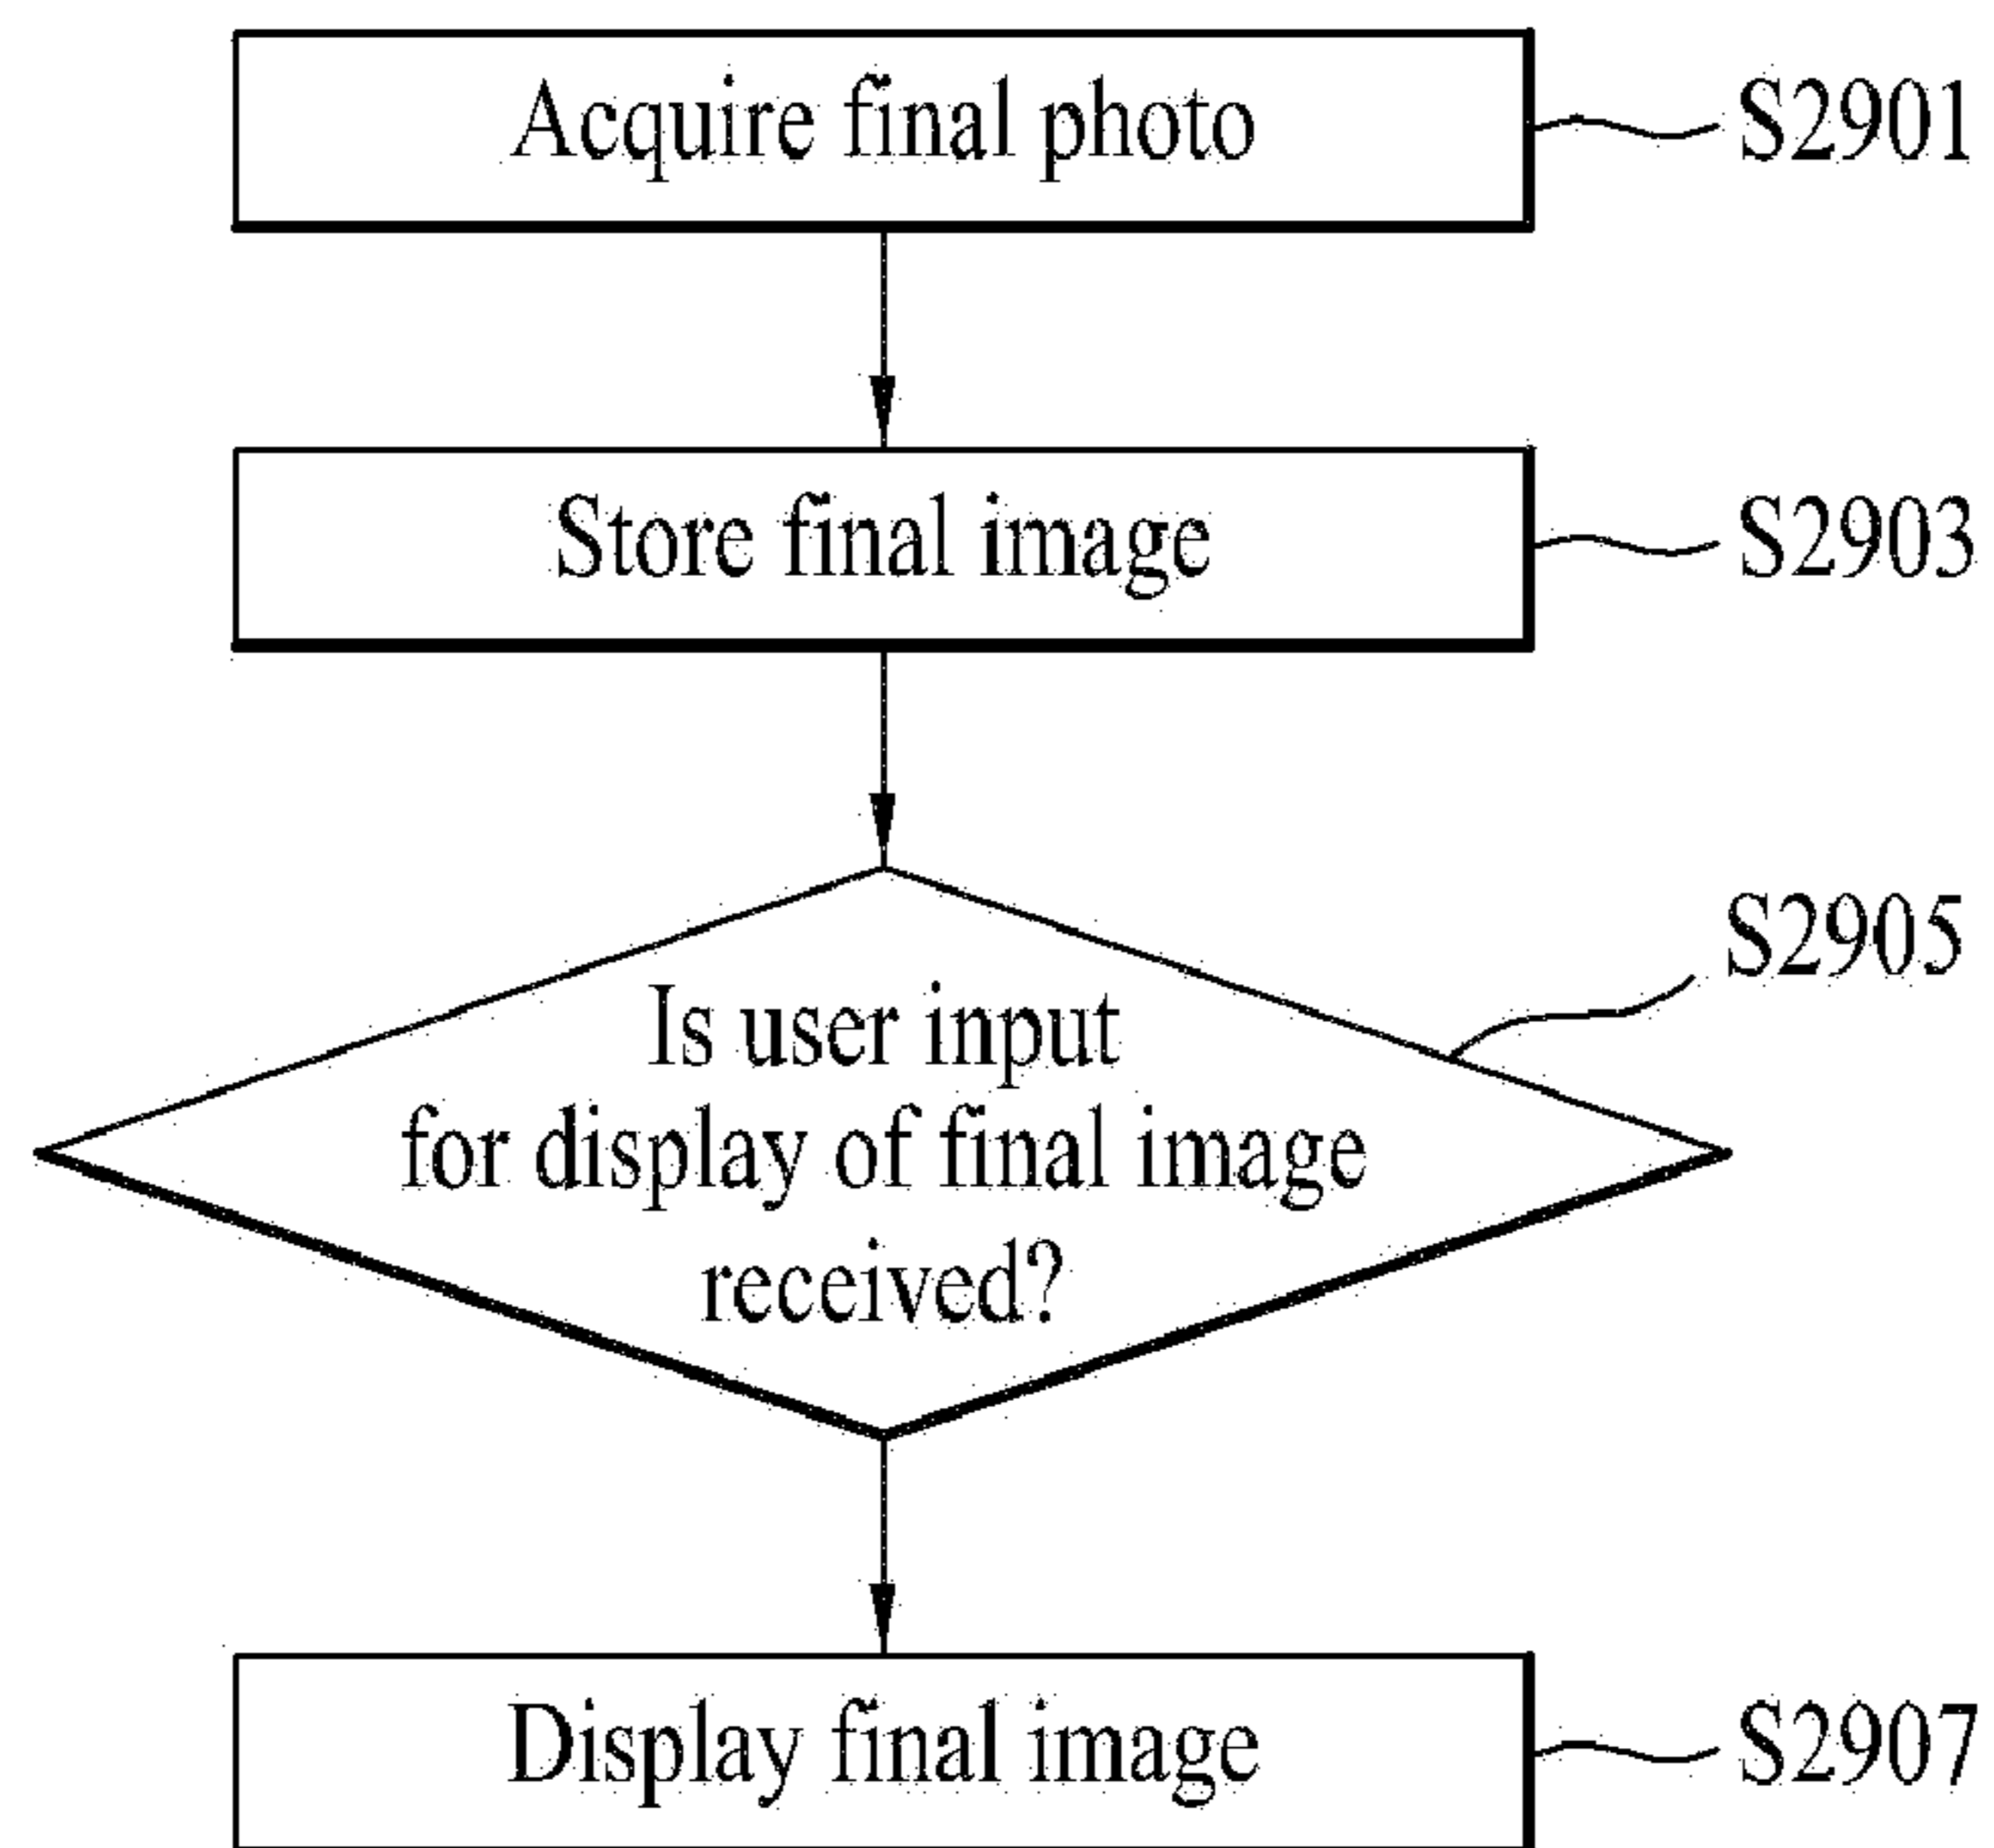 Acquire final photo
S2901
Store final image
S2903
S2905
Is user input
for display of final image
received?
Display final image
S2907